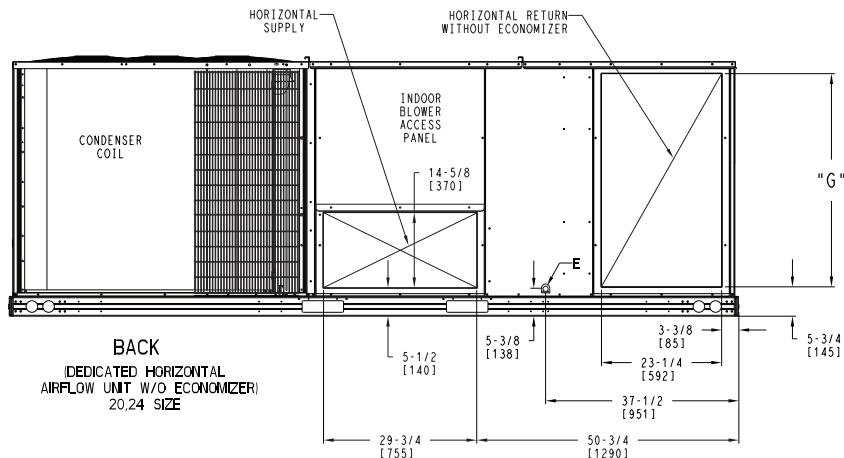 HORIZONTAL
SUPPLY
HORIZONTAL RETURN
WITHOUT ECONOMIZER
CONDENSER
COIL
INDOOR
BLOWER
ACCESS
PANEL
14-5/8
[370]
"G"
E
5-1/2
[140]
5-3/8
[138]
3-3/8
[85]
5-3/4
[145]
23-1/4
[592]
37-1/2
[951]
29-3/4
[755]
50-3/4
[1290]
BACK
(DEDICATED HORIZONTAL
AIRFLOW UNIT W/O ECONOMIZER)
20,24 SIZE